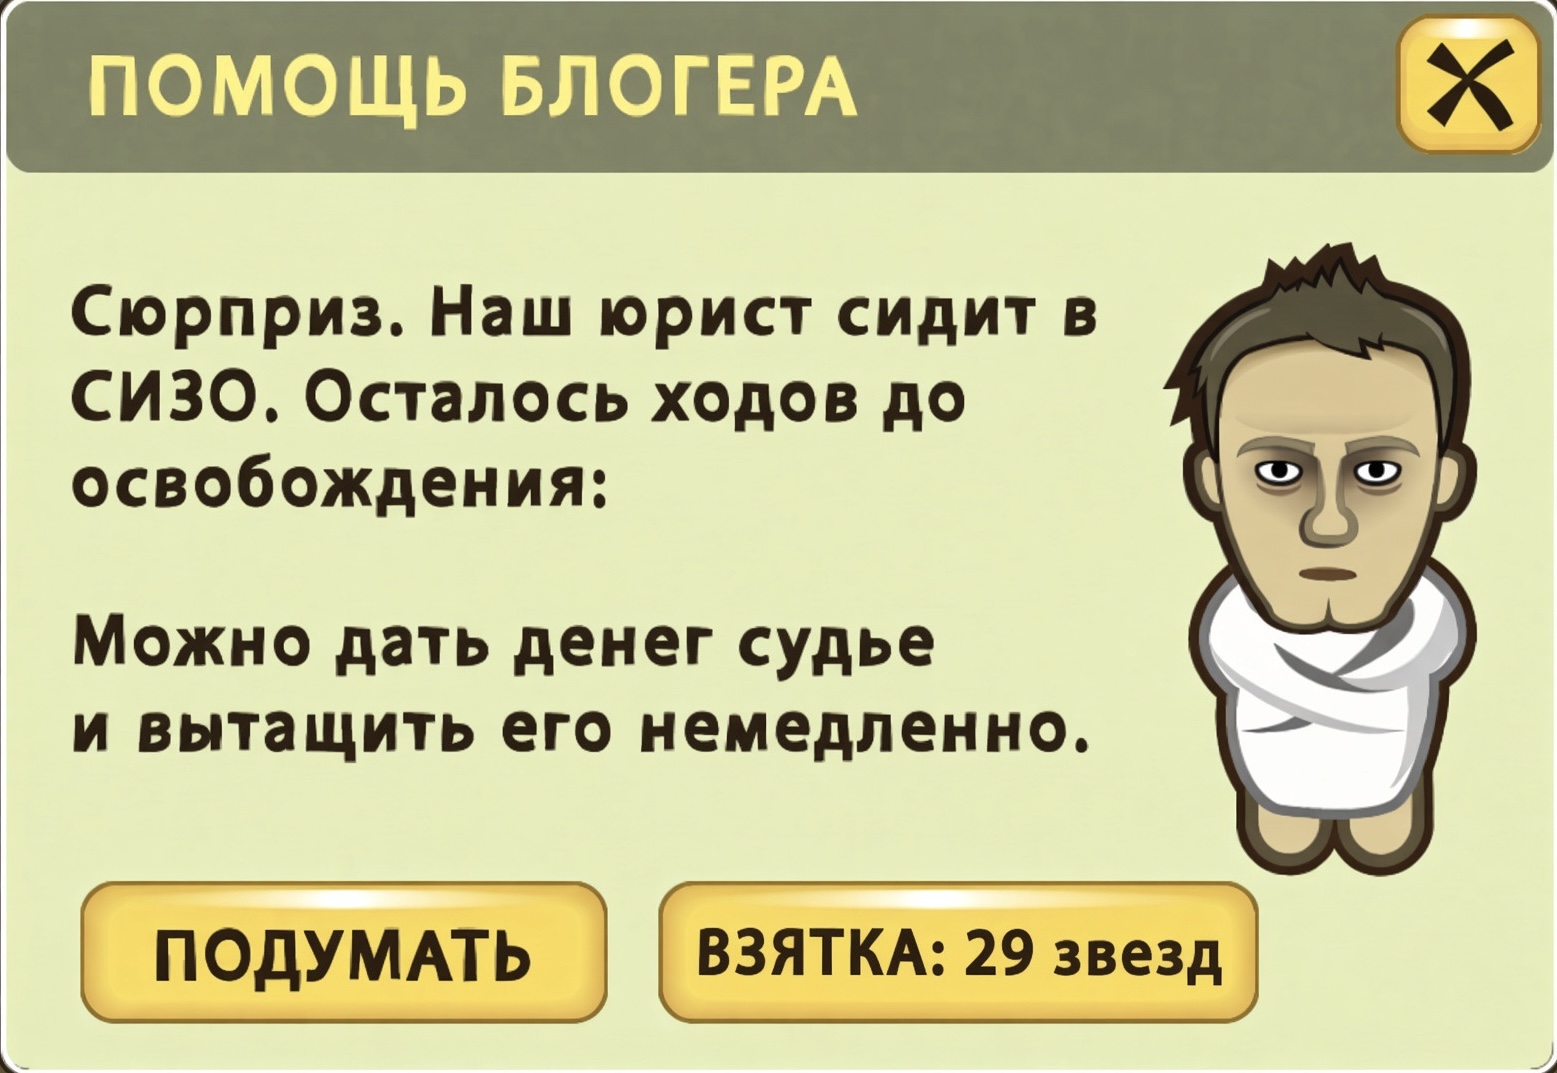 ПОМОЩЬ БЛОГЕРА
Сюрприз. Наш юрист сидит в
СИЗО. Осталось ходов до
освобождения:
Можно дать денег судье
и вытащить его немедленно.
ПОДУМАТЬ
ВЗЯТКА: 29 звезд